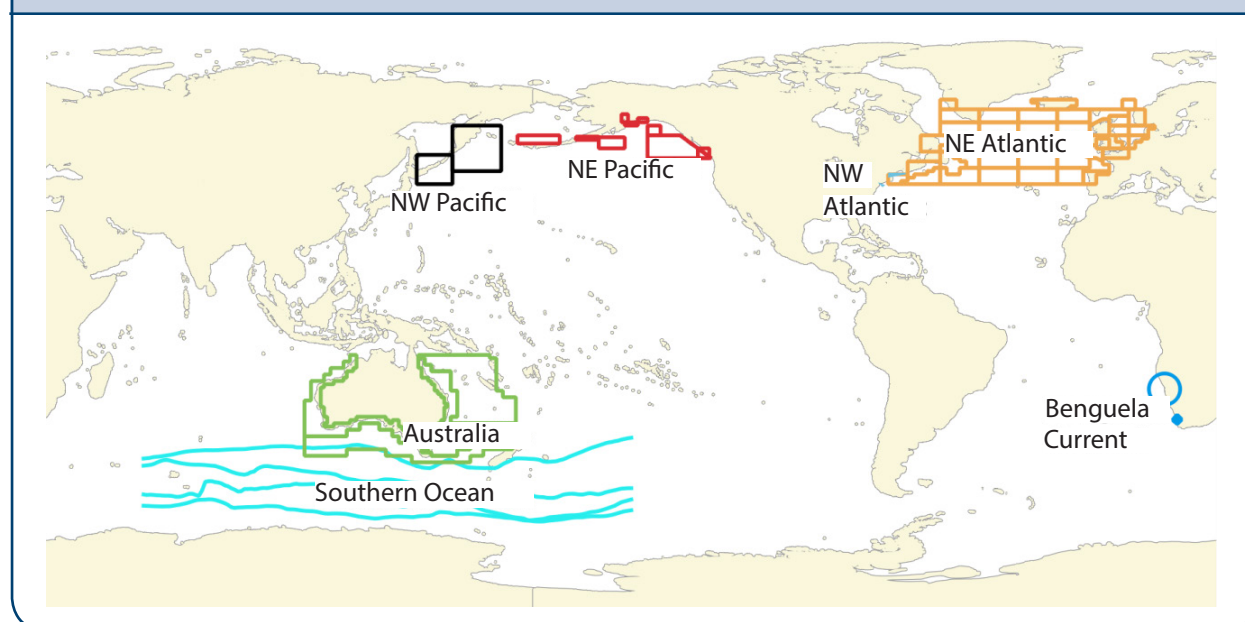 NE Atlantic
NE Pacific
NW
Atlantic
NW Pacific
Benguela
Current
Australia
Southern Ocean